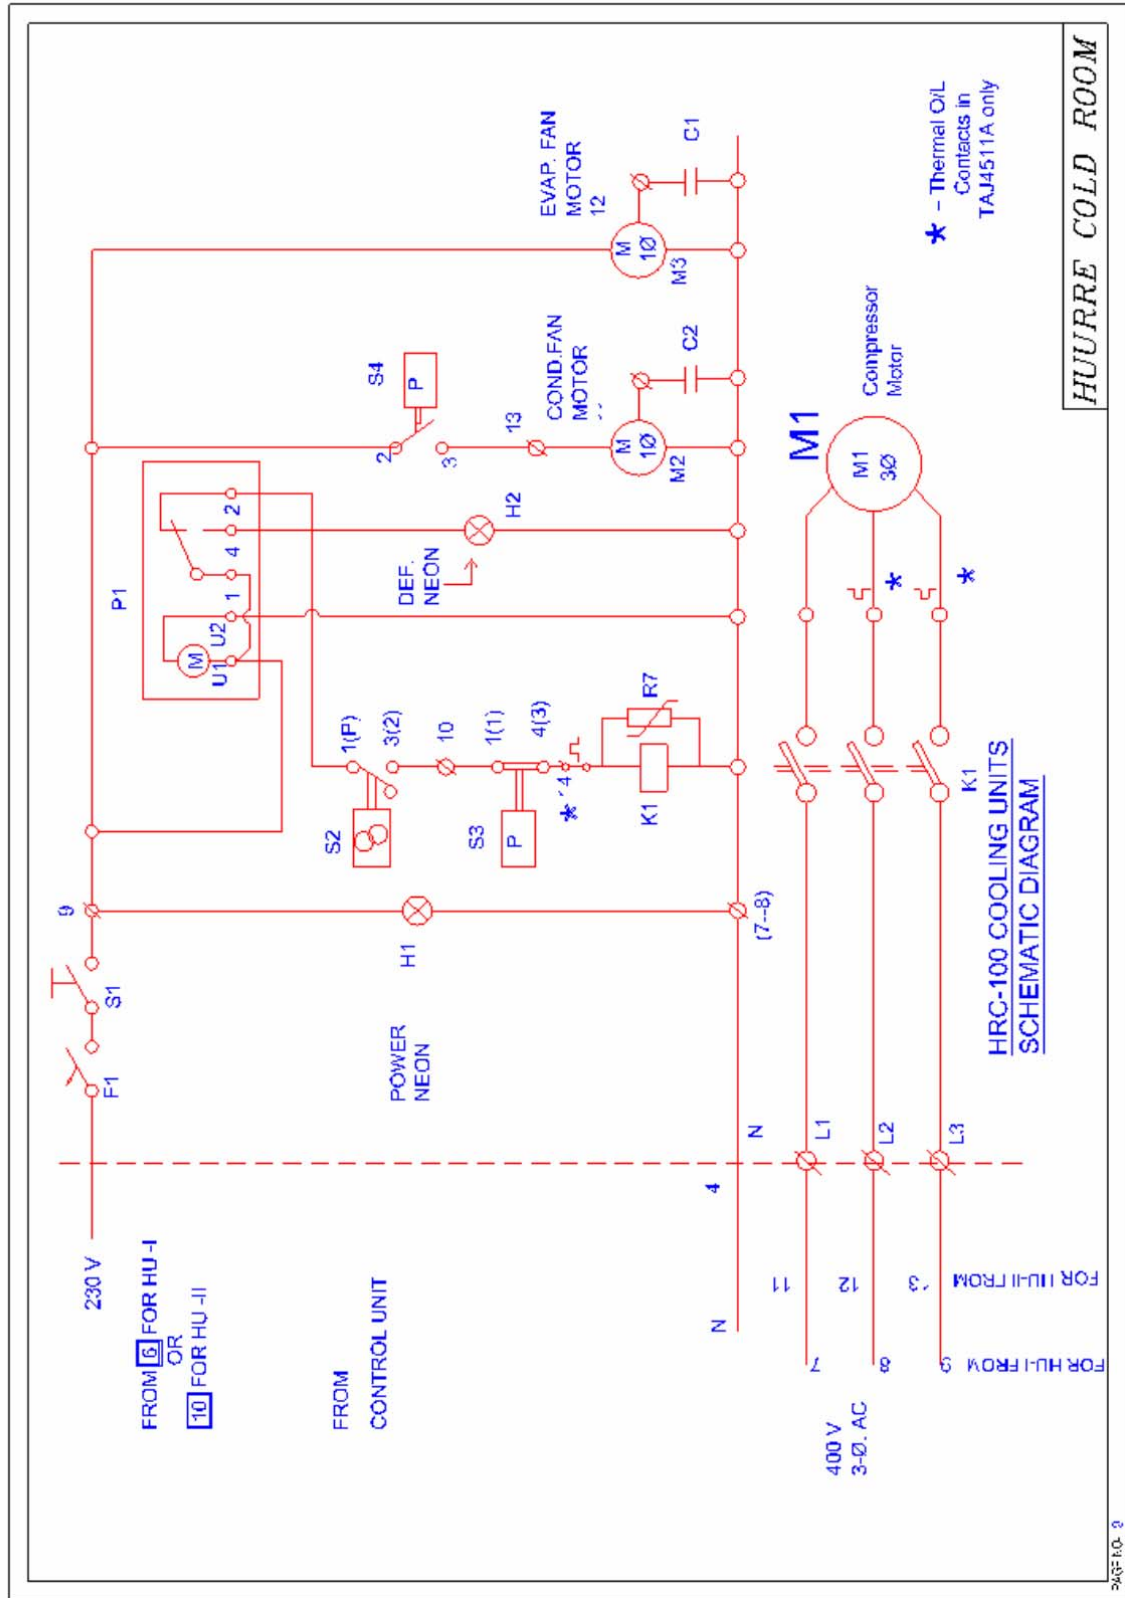 230 V
FROM 6 FOR HU-I
OR
10 FOR HU-II
FROM
CONTROL UNIT
F1
S1
9
POWER
NEON
H1
(7--8)
P1
M
U1
U2
1
4
2
S2
1(P)
3(2)
10
S3
P
1(1)
4(3)
* 14
K1
R7
DEF.
NEON
H2
S4
P
2
3
13
COND.FAN
MOTOR
M
1Ø
M2
C2
EVAP. FAN
MOTOR
12
M
1Ø
M3
C1
N
4
N
400 V
3-Ø. AC
7
8
9
FOR HU-I FROM
11
12
13
FOR HU-II FROM
L1
L2
L3
K1
*
*
M1
M1
3Ø
Compressor
Motor
* - Thermal O/L
Contacts in
TAJ4511A only
HRC-100 COOLING UNITS
SCHEMATIC DIAGRAM
HUURRE COLD ROOM
PAGE NO- 9